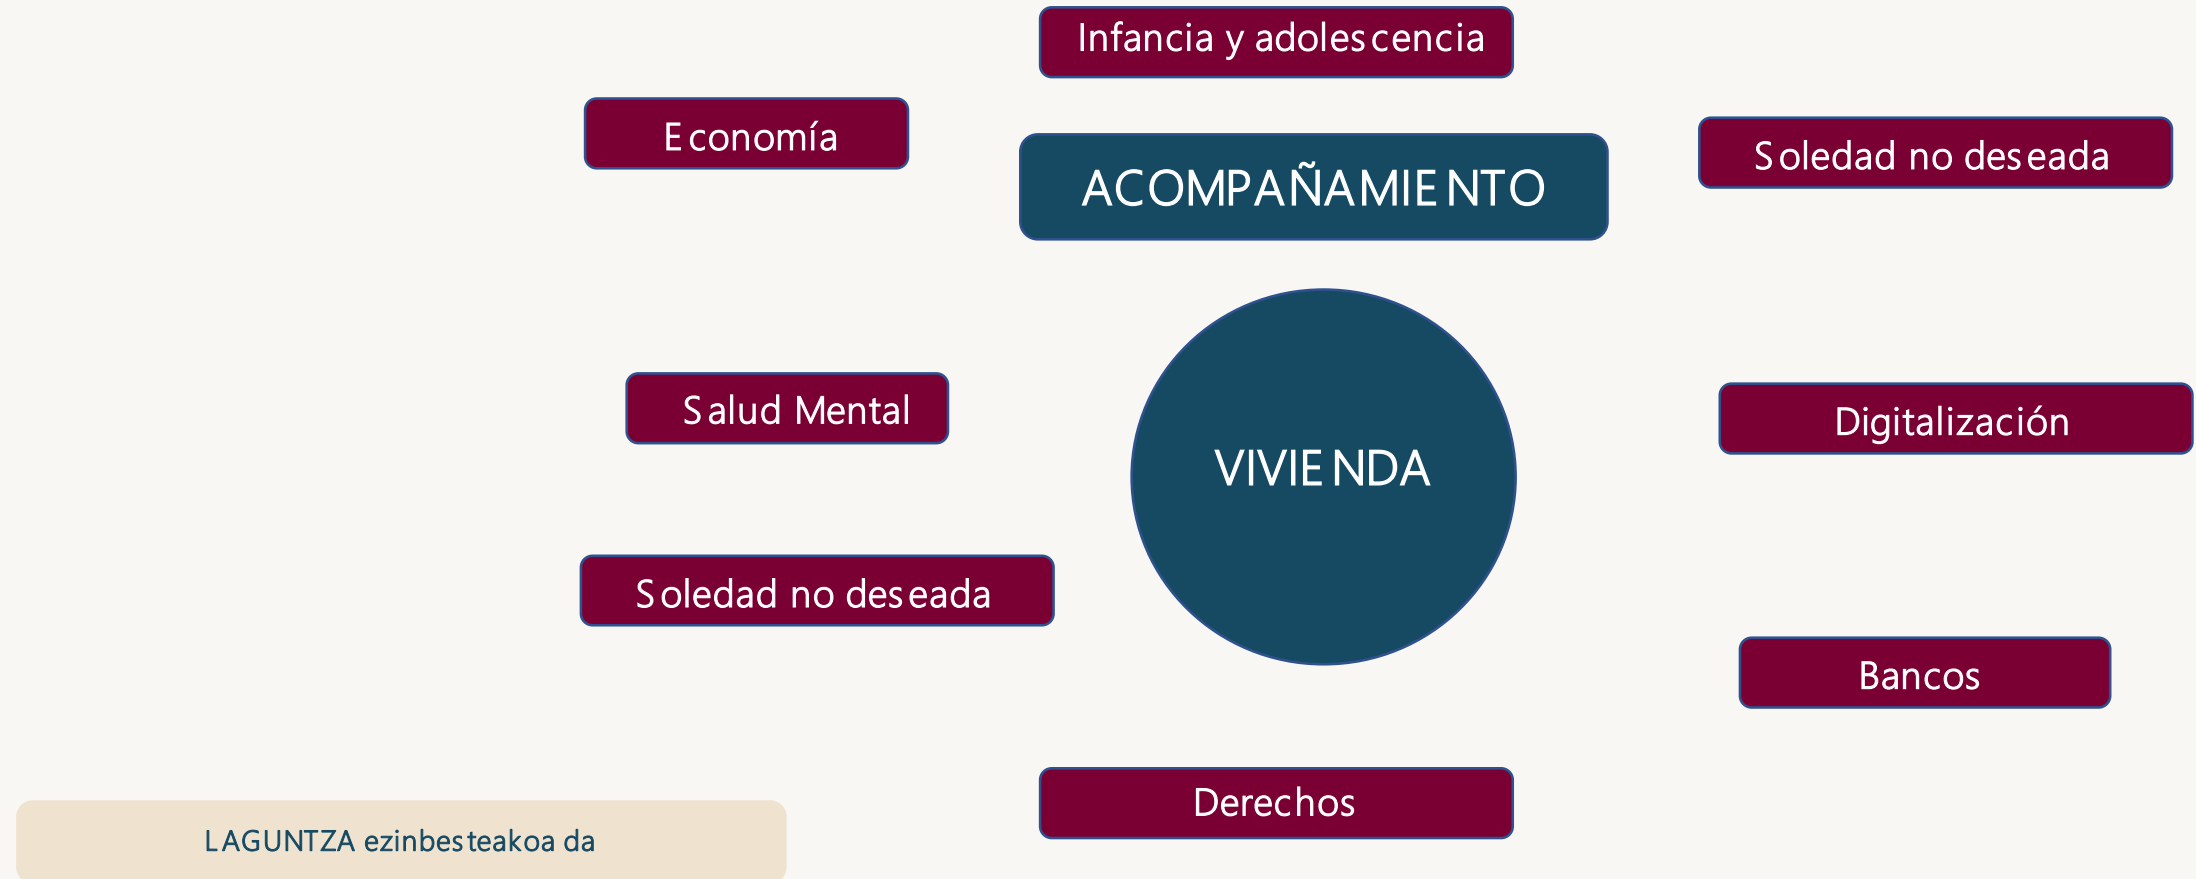 Infancia y adolescencia
Economía
ACOMPAÑAMIENTO
Soledad no deseada
Salud Mental
Digitalización
VIVIENDA
Soledad no deseada
Bancos
Derechos
LAGUNTZA ezinbesteakoa da